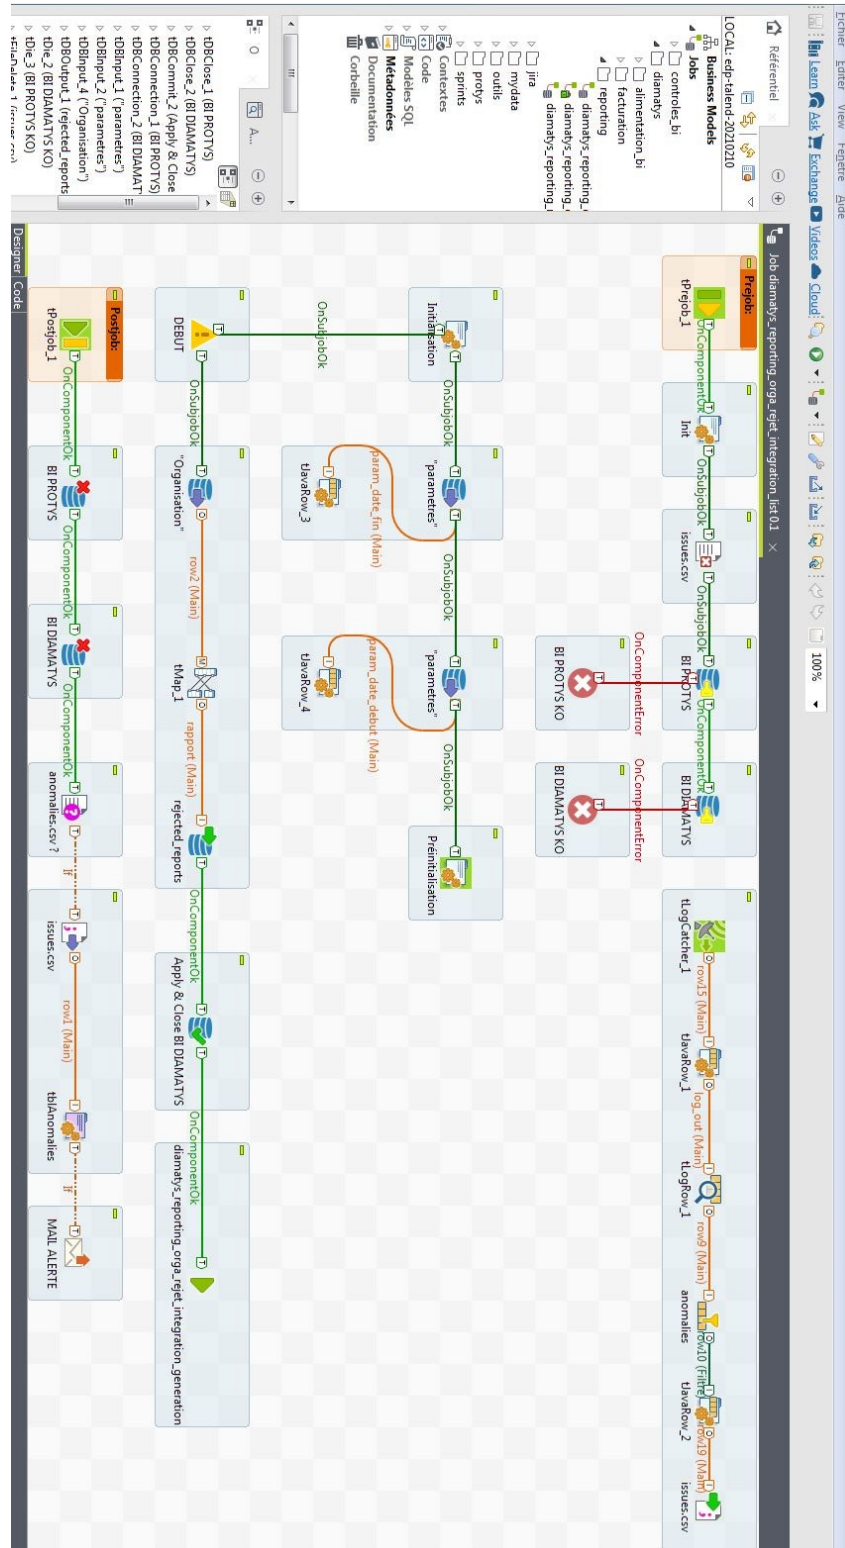 Fichier Editer View Fenêtre Aide
Learn Ask Exchange Videos Cloud!
100%
Référentiel
LOCAL: edp-talend-20210210
Business Models
Jobs
controles_bi
diamatys
alimentation_bi
facturation
reporting
diamatys_reporting_
diamatys_reporting_
diamatys_reporting_
jira
mydata
outils
protys
sprints
Contextes
Code
Modèles SQL
Métadonnées
Documentation
Corbeille
O
A...
tDBClose_1 (BI PROTYS)
tDBClose_2 (BI DIAMATYS)
tDBCommit_2 (Apply & Close
tDBConnection_1 (BI PROTYS)
tDBConnection_2 (BI DIAMAT
tDBInput_1 ("parametres")
tDBInput_2 ("parametres")
tDBInput_4 ("Organisation")
tDBOutput_1 (rejected_reports
tDie_2 (BI DIAMATYS KO)
tDie_3 (BI PROTYS KO)
Job diamatys_reporting_orga_rejet_integration_list 0.1
Prejob:
tPrejob_1
OnComponentOk
Init
OnSubjobOk
issues.csv
OnSubjobOk
BI PROTYS
OnComponentOk
BI DIAMATYS
tLogCatcher_1
row15 (Main)
tJavaRow_1
log_out (Main)
tLogRow_1
row9 (Main)
anomalies
row10 (Filtre)
tJavaRow_2
row19 (Main)
issues.csv
OnComponentError
OnComponentError
BI PROTYS KO
BI DIAMATYS KO
Initialisation
OnSubjobOk
"parametres"
OnSubjobOk
"parametres"
OnSubjobOk
Préinitialisation
param_date_fin (Main)
param_date_debut (Main)
tJavaRow_3
tJavaRow_4
OnSubjobOk
DEBUT
OnSubjobOk
"Organisation"
row2 (Main)
tMap_1
rapport (Main)
rejected_reports
OnComponentOk
Apply & Close BI DIAMATYS
OnComponentOk
diamatys_reporting_orga_rejet_integration_generation
Postjob:
tPostjob_1
OnComponentOk
BI PROTYS
OnComponentOk
BI DIAMATYS
OnComponentOk
anomalies.csv ?
If
issues.csv
row1 (Main)
tblAnomalies
If
MAIL ALERTE
Designer Code